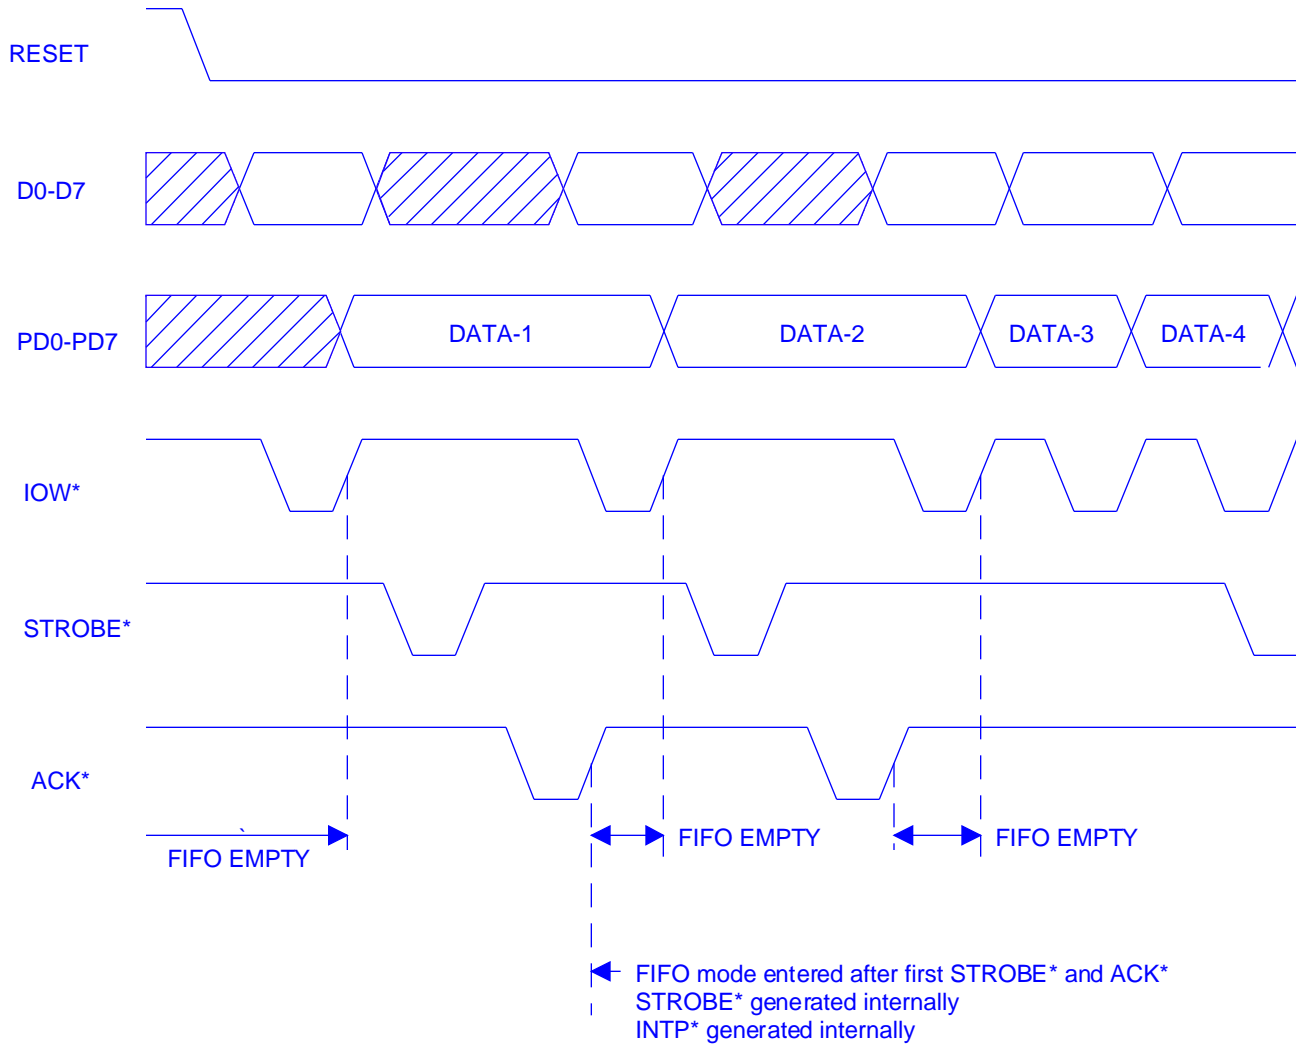 RESET
D0-D7
PD0-PD7
DATA-1
DATA-2
DATA-3
DATA-4
IOW*
STROBE*
ACK*
FIFO EMPTY
FIFO EMPTY
FIFO EMPTY
FIFO mode entered after first STROBE* and ACK*
STROBE* generated internally
INTP* generated internally